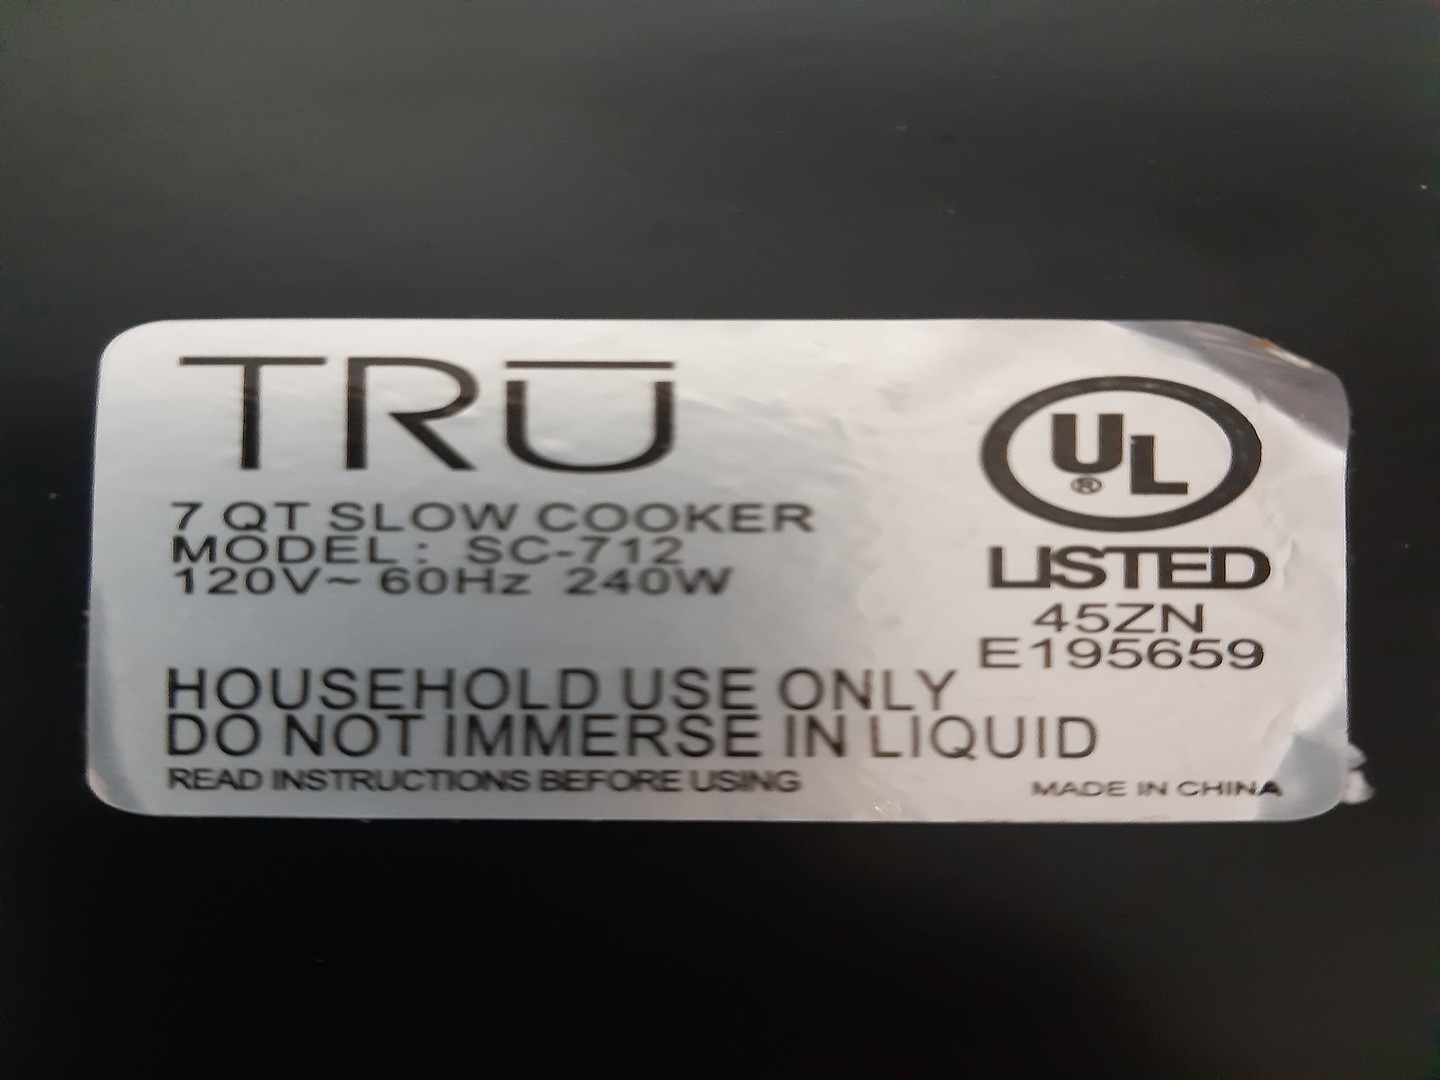 TRŪ
7 QT SLOW COOKER
MODEL : SC-712
120V~ 60Hz 240W
HOUSEHOLD USE ONLY
DO NOT IMMERSE IN LIQUID
READ INSTRUCTIONS BEFORE USING
UL
®
LISTED
45ZN
E195659
MADE IN CHINA